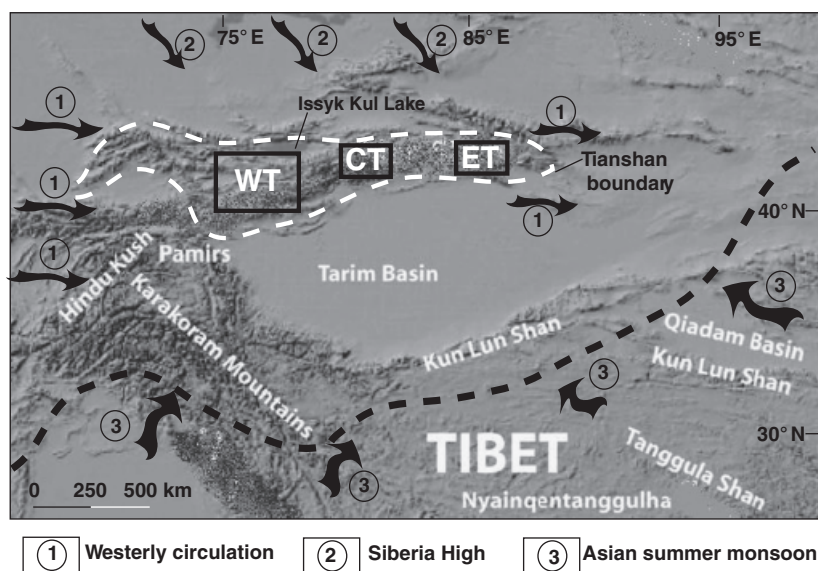 2
2
2
75° E
85° E
95° E
1
Issyk Kul Lake
1
WT
CT
ET
Tianshan
boundary
1
1
1
40° N
Pamirs
Hindu Kush
Tarim Basin
Karakoram Mountains
3
Kun Lun Shan
Qiadam Basin
Kun Lun Shan
3
3
3
30° N
TIBET
Tanggula Shan
Nyainqentanggulha
0 250 500 km
1 Westerly circulation 2 Siberia High 3 Asian summer monsoon